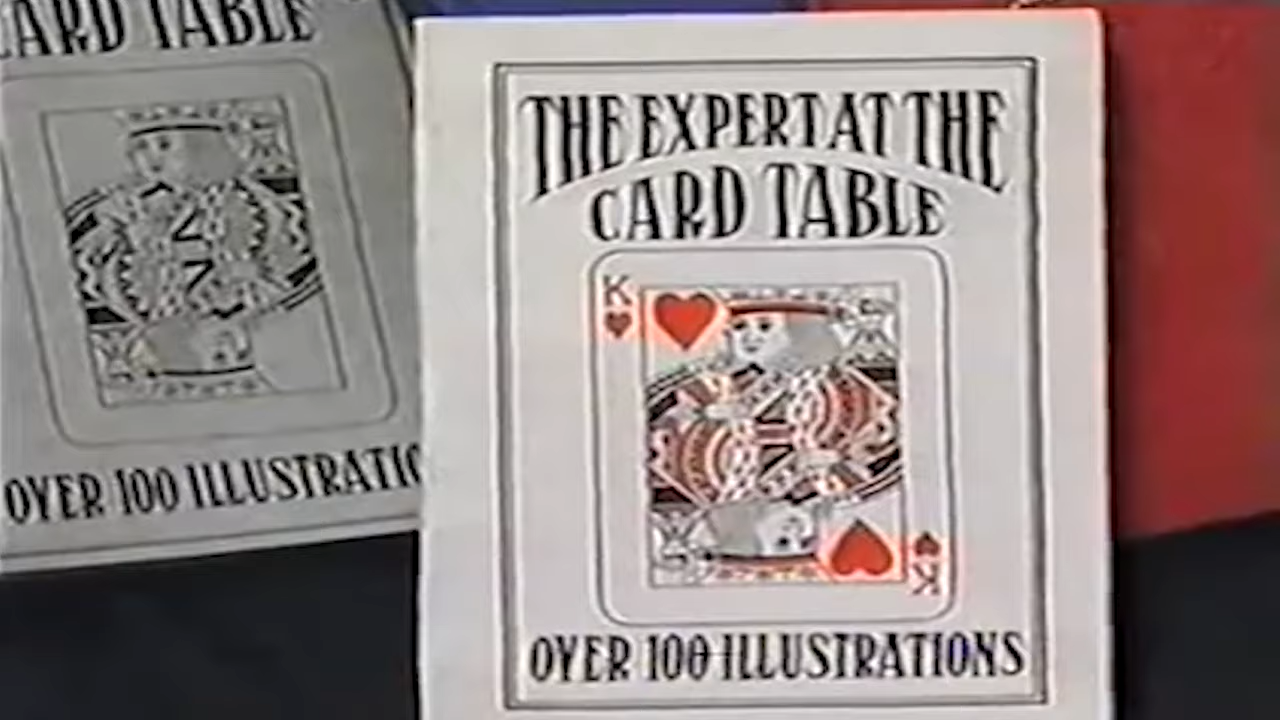 CARD TABLE
OVER 100 ILLUSTRATIO
THE EXPERT AT THE
CARD TABLE
K
K
OVER 100 ILLUSTRATIONS